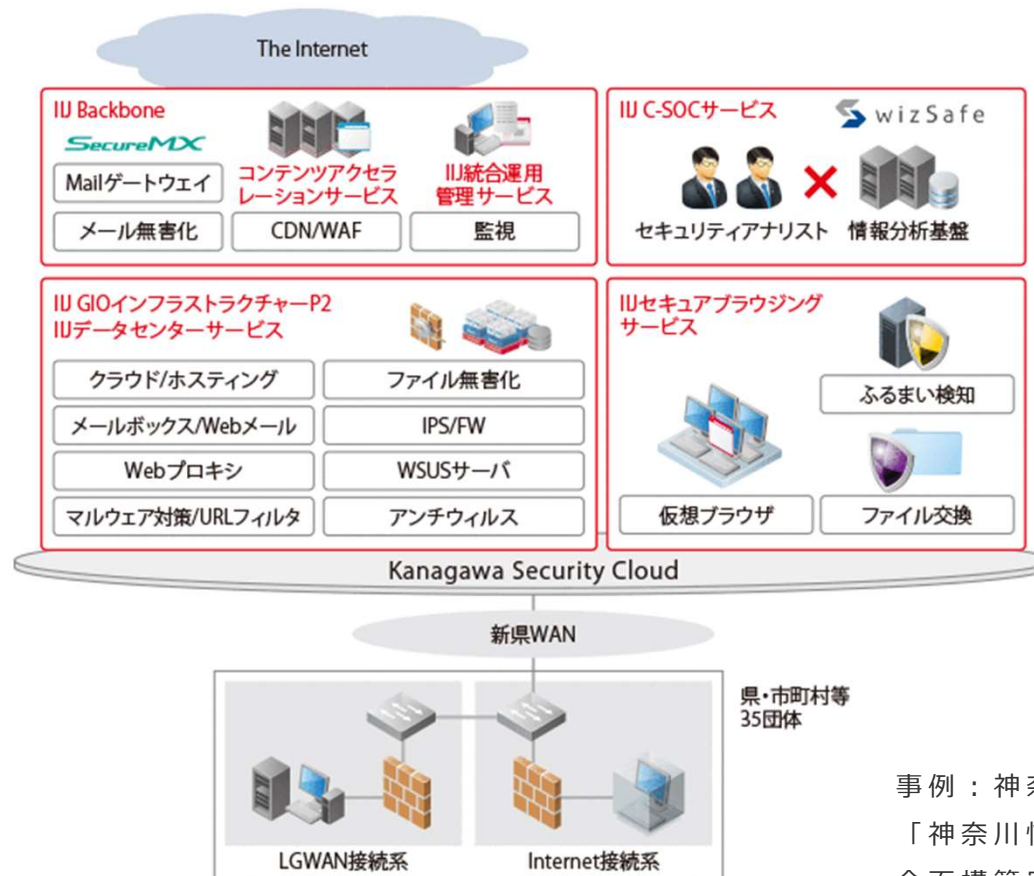 The Internet
IIJ Backbone
SecureMX
Mailゲートウェイ
メール無害化
コンテンツアクセラ
レーションサービス
CDN/WAF
IIJ統合運用
管理サービス
監視
IIJ C-SOCサービス
wizSafe
セキュリティアナリスト
情報分析基盤
IIJ GIOインフラストラクチャーP2
IIJデータセンターサービス
クラウド/ホスティング
ファイル無害化
メールボックス/Webメール
IPS/FW
Webプロキシ
WSUSサーバ
マルウェア対策/URLフィルタ
アンチウィルス
IIJセキュアブラウジング
サービス
ふるまい検知
仮想ブラウザ
ファイル交換
Kanagawa Security Cloud
新県WAN
県・市町村等
35団体
LGWAN接続系
Internet接続系
事例：神奈
「神奈川